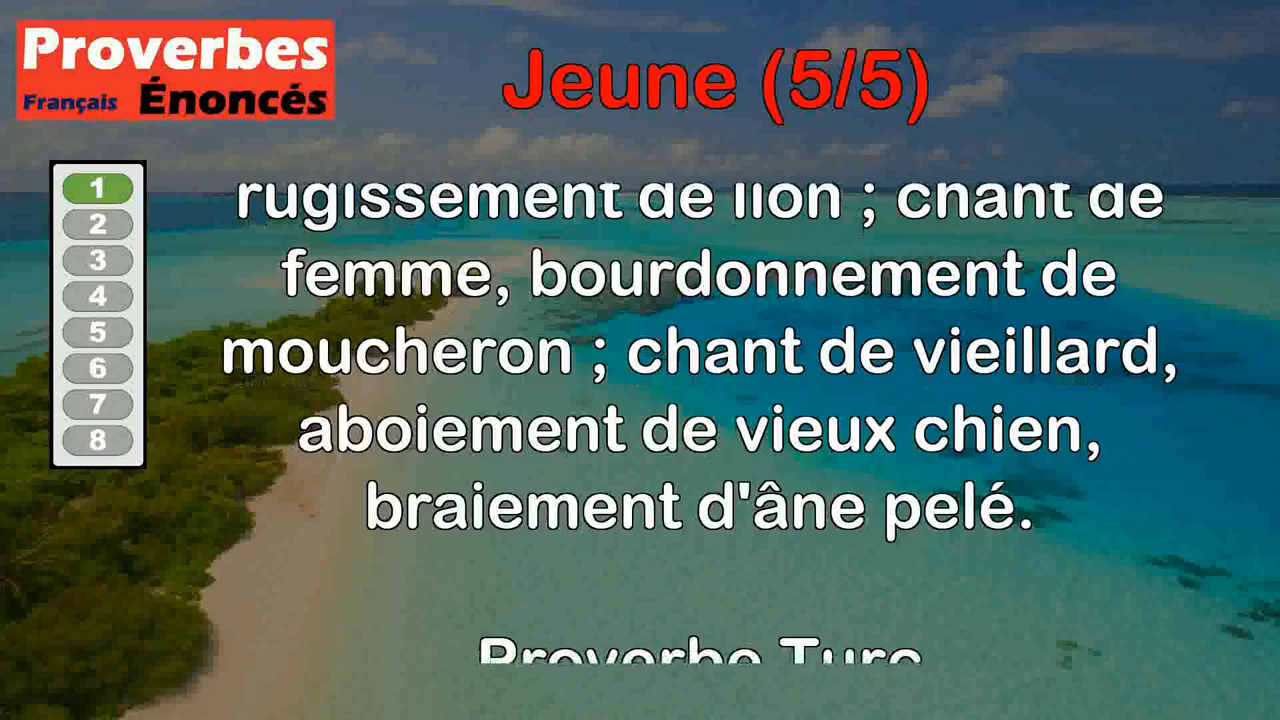 Proverbes
Français Énoncés
Jeune (5/5)
1
2
3
4
5
6
7
8
rugissement de lion ; chant de
femme, bourdonnement de
moucheron ; chant de vieillard,
aboiement de vieux chien,
braiement d'âne pelé.
Proverbe Turc